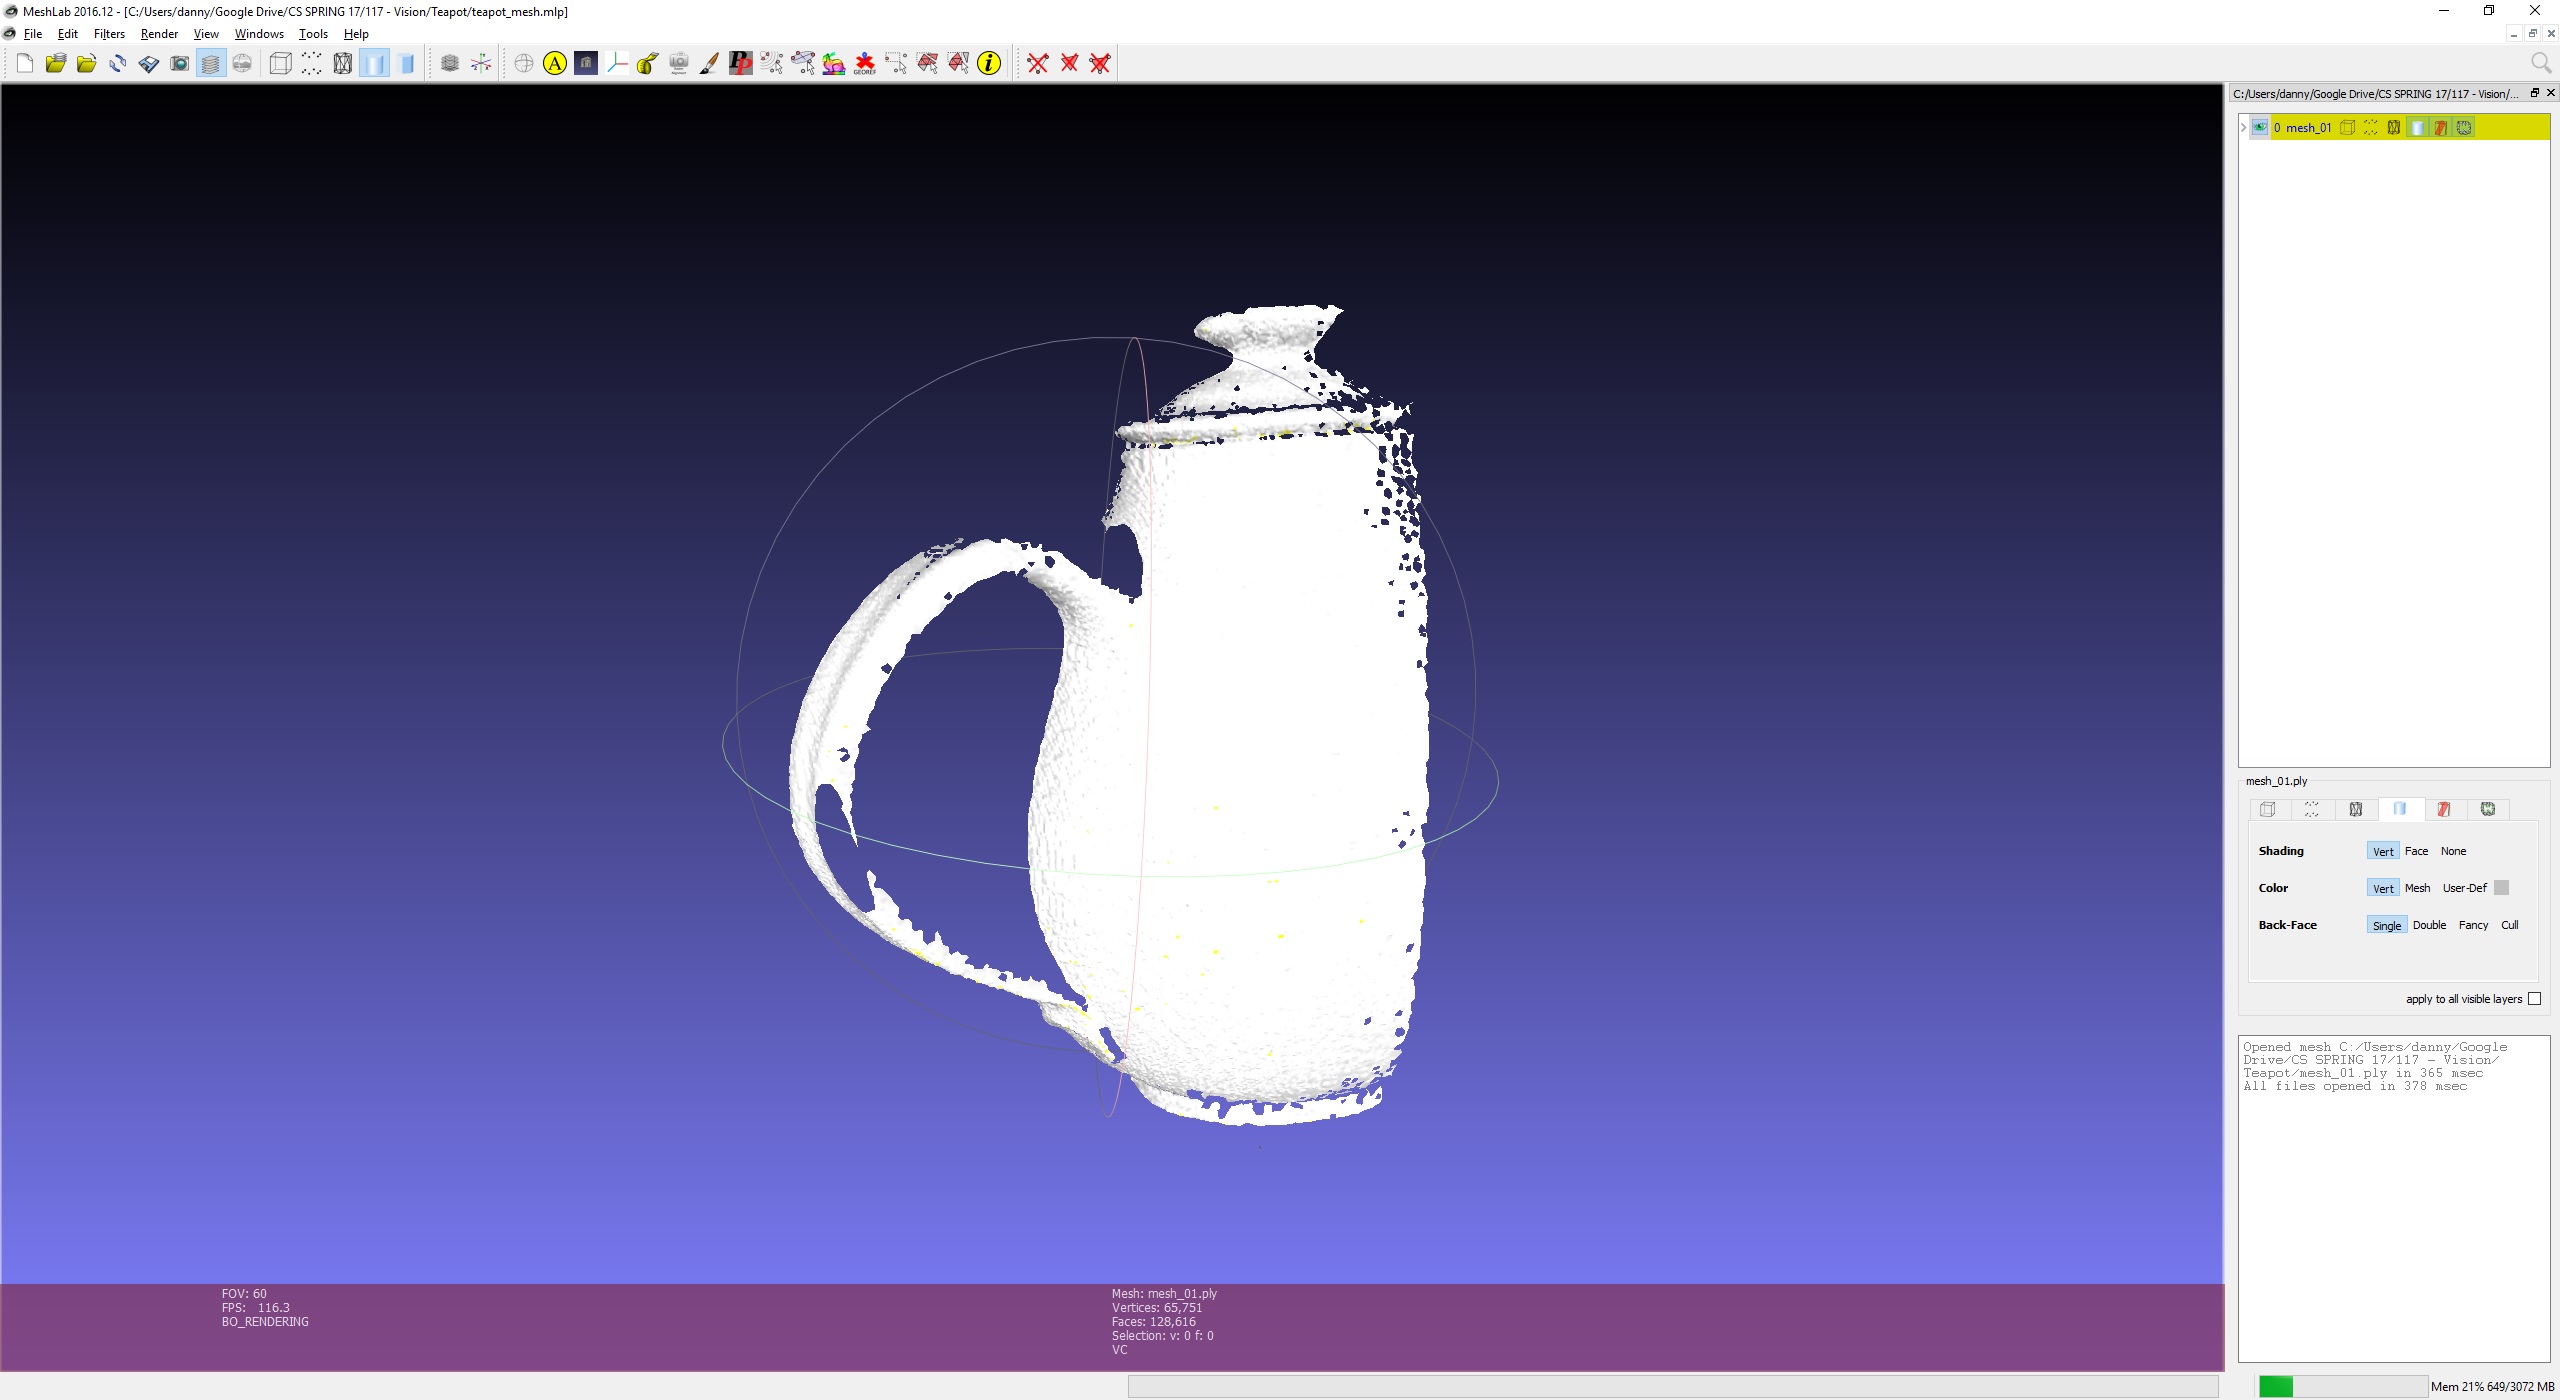 MeshLab 2016.12 - [C:/Users/danny/Google Drive/CS SPRING 17/117 - Vision/Teapot/teapot_mesh.mlp]
File Edit Filters Render View Windows Tools Help
A
PP
GEOREF
i
C:/Users/danny/Google Drive/CS SPRING 17/117 - Vision/...
0 mesh_01
mesh_01.ply
Shading Vert Face None
Color Vert Mesh User-Def
Back-Face Single Double Fancy Cull
apply to all visible layers
Opened mesh C:/Users/danny/Google
Drive/CS SPRING 17/117 - Vision/
Teapot/mesh_01.ply in 365 msec
All files opened in 378 msec
FOV: 60
FPS: 116.3
BO_RENDERING
Mesh: mesh_01.ply
Vertices: 65,751
Faces: 128,616
Selection: v: 0 f: 0
VC
Mem 21% 649/3072 MB